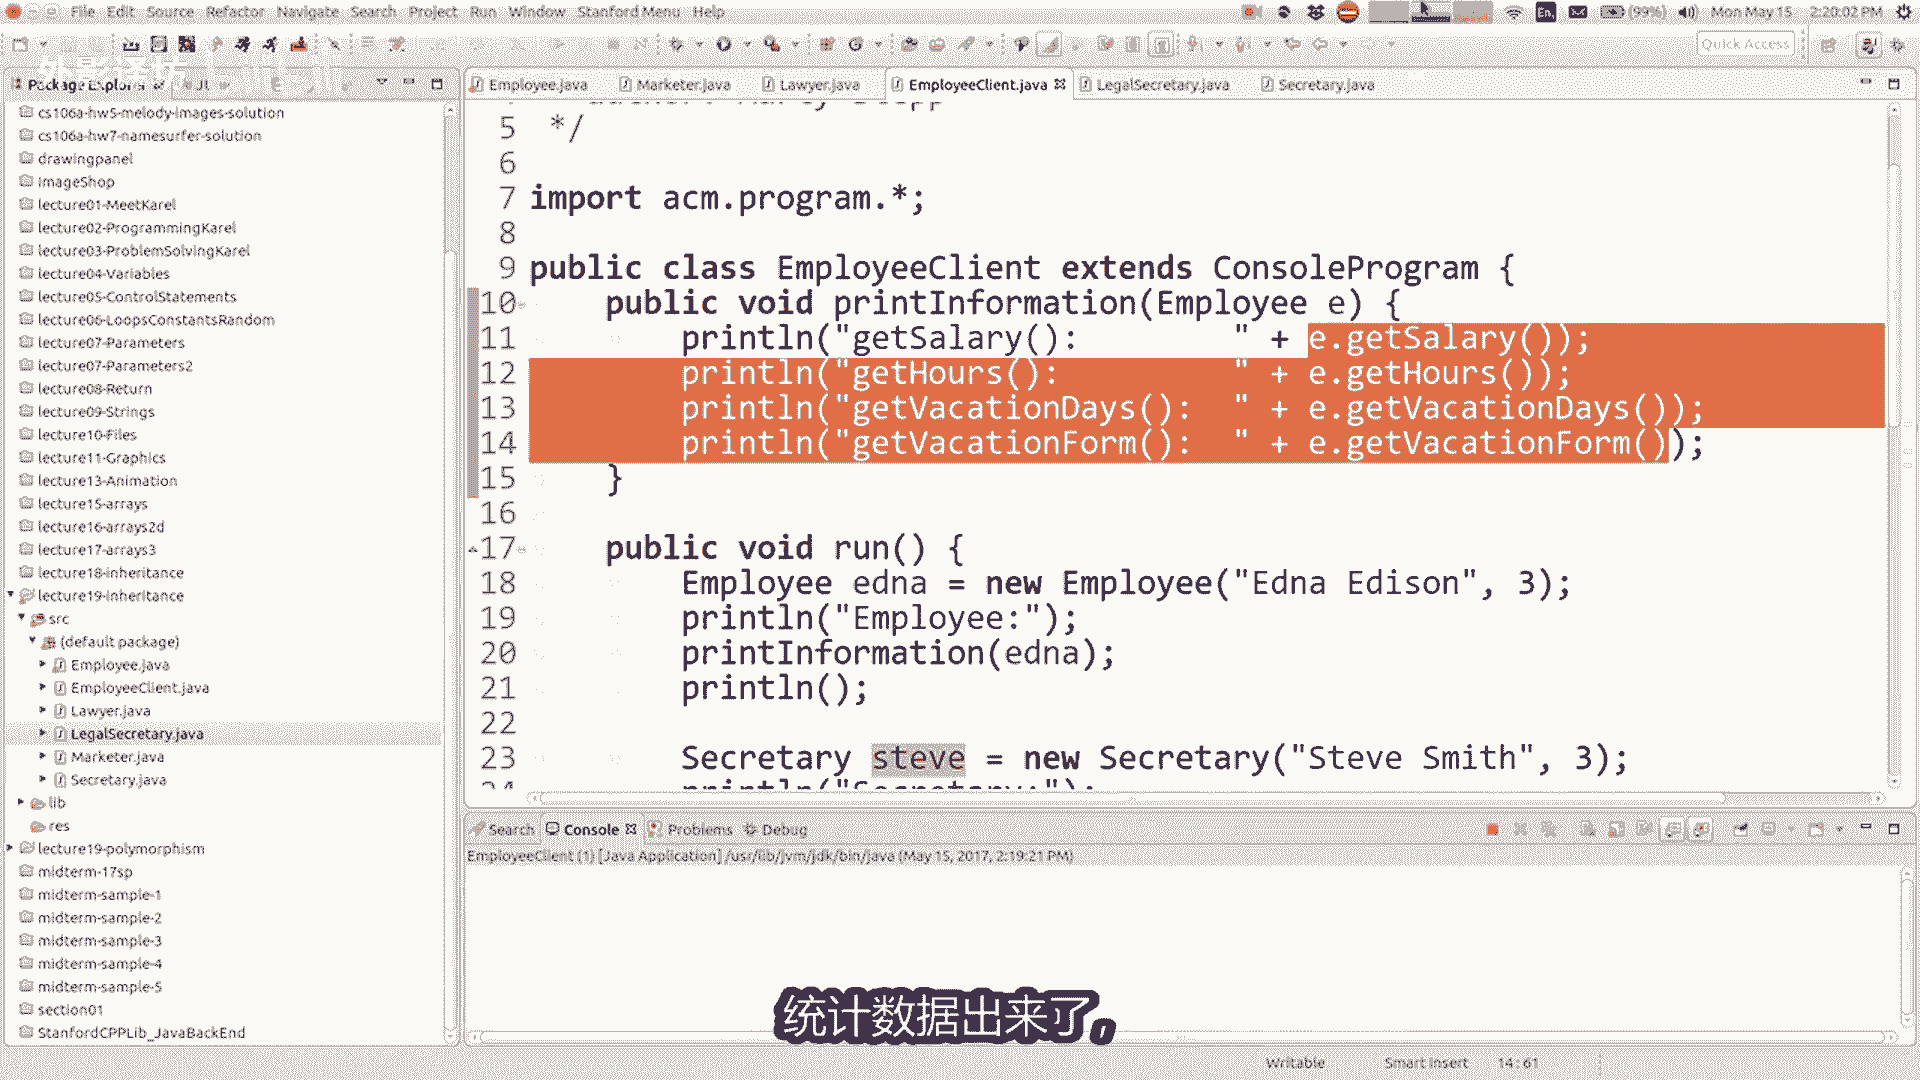 File Edit Source Refactor Navigate Search Project Run Window Stanford Menu Help
En
(99%)
Mon May 15 2:20:02 PM
Quick Access
Package Explorer
Employee.java
Marketer.java
Lawyer.java
EmployeeClient.java
LegalSecretary.java
Secretary.java
cs106a-hw5-melody-images-solution
cs106a-hw7-namesurfer-solution
drawingpanel
ImageShop
lecture01-MeetKarel
lecture02-ProgrammingKarel
lecture03-ProblemSolvingKarel
lecture04-Variables
lecture05-ControlStatements
lecture06-LoopsConstantsRandom
lecture07-Parameters
lecture07-Parameters2
lecture08-Return
lecture09-Strings
lecture10-Files
lecture11-Graphics
lecture13-Animation
lecture15-arrays
lecture16-arrays2d
lecture17-arrays3
lecture18-inheritance
lecture19-inheritance
src
(default package)
Employee.java
EmployeeClient.java
Lawyer.java
LegalSecretary.java
Marketer.java
Secretary.java
lib
res
lecture19-polymorphism
midterm-17sp
midterm-sample-1
midterm-sample-2
midterm-sample-3
midterm-sample-4
midterm-sample-5
section01
StanfordCPPLib_JavaBackEnd
5 */
6
7 import acm.program.*;
8
9 public class EmployeeClient extends ConsoleProgram {
10 public void printInformation(Employee e) {
11 println("getSalary():        " + e.getSalary());
12 println("getHours():         " + e.getHours());
13 println("getVacationDays():  " + e.getVacationDays());
14 println("getVacationForm():  " + e.getVacationForm());
15 }
16
17 public void run() {
18 Employee edna = new Employee("Edna Edison", 3);
19 println("Employee:");
20 printInformation(edna);
21 println();
22
23 Secretary steve = new Secretary("Steve Smith", 3);
24 println("Secretary:");
Search Console Problems Debug
EmployeeClient (1) [Java Application] /usr/lib/jvm/jdk/bin/java (May 15, 2017, 2:19:21 PM)
统计数据出来了,
Writable Smart Insert 14:61